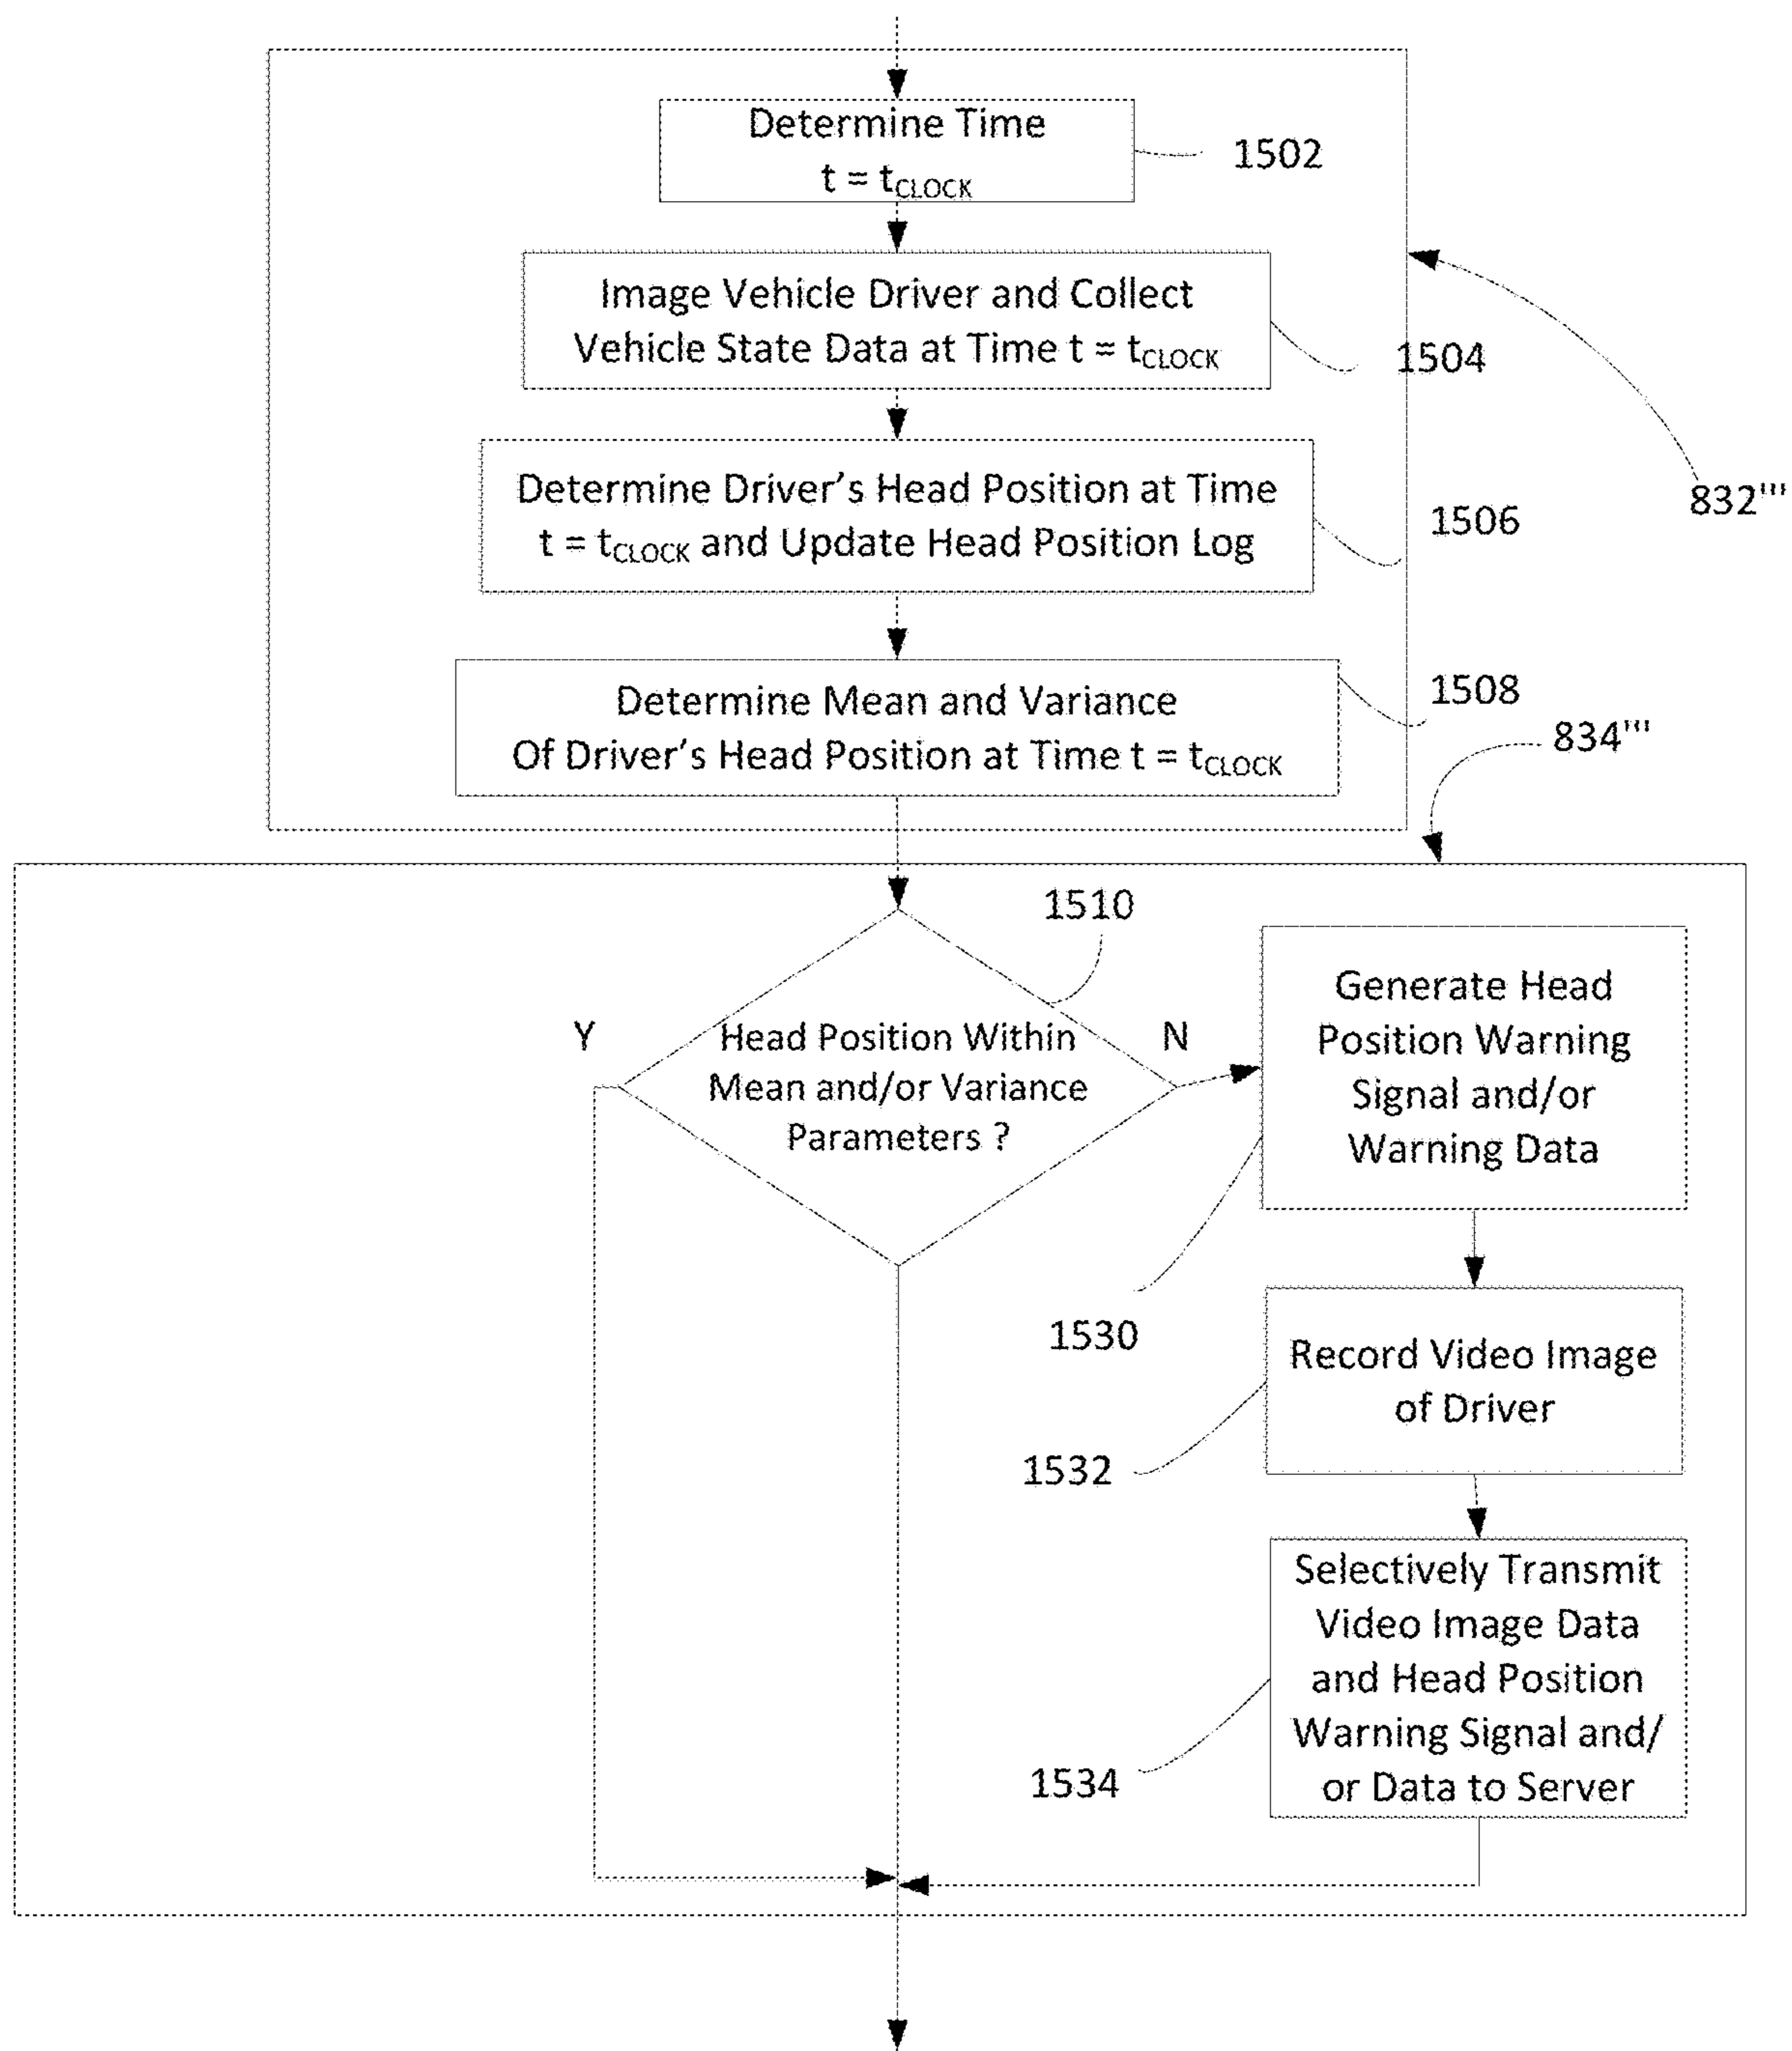 Determine Time
t = tCLOCK
1502
Image Vehicle Driver and Collect
Vehicle State Data at Time t = tCLOCK
1504
Determine Driver's Head Position at Time
t = tCLOCK and Update Head Position Log
1506
832'''
Determine Mean and Variance
Of Driver's Head Position at Time t = tCLOCK
1508
834'''
1510
Y
Head Position Within
Mean and/or Variance
Parameters ?
N
Generate Head
Position Warning
Signal and/or
Warning Data
1530
Record Video Image
of Driver
1532
Selectively Transmit
Video Image Data
and Head Position
Warning Signal and/
or Data to Server
1534